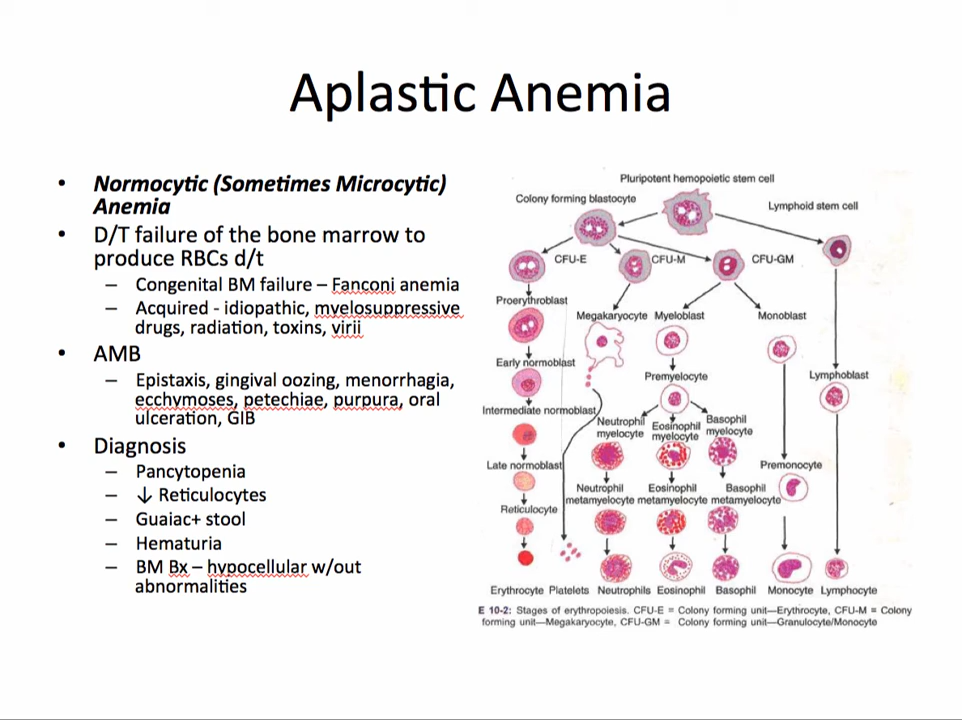 Aplastic Anemia
• Normocytic (Sometimes Microcytic)
Anemia
• D/T failure of the bone marrow to
produce RBCs d/t
– Congenital BM failure – Fanconi anemia
– Acquired - idiopathic, myelosuppressive
drugs, radiation, toxins, virii
• AMB
– Epistaxis, gingival oozing, menorrhagia,
ecchymoses, petechiae, purpura, oral
ulceration, GIB
• Diagnosis
– Pancytopenia
– ↓ Reticulocytes
– Guaiac+ stool
– Hematuria
– BM Bx – hypocellular w/out
abnormalities
Pluripotent hemopoietic stem cell
Colony forming blastocyte
Lymphoid stem cell
CFU-E
CFU-M
CFU-GM
Proerythroblast
Megakaryocyte Myeloblast
Monoblast
Early normoblast
Premyelocyte
Lymphoblast
Intermediate normoblast
Neutrophil
myelocyte
Eosinophil
myelocyte
Basophil
myelocyte
Late normoblast
Premonocyte
Neutrophil
metamyelocyte
Eosinophil
metamyelocyte
Basophil
metamyelocyte
Reticulocyte
Erythrocyte Platelets Neutrophils Eosinophil Basophil Monocyte Lymphocyte
E 10-2: Stages of erythropoiesis. CFU-E = Colony forming unit—Erythrocyte, CFU-M = Colony
forming unit—Megakaryocyte, CFU-GM = Colony forming unit—Granulocyte/Monocyte